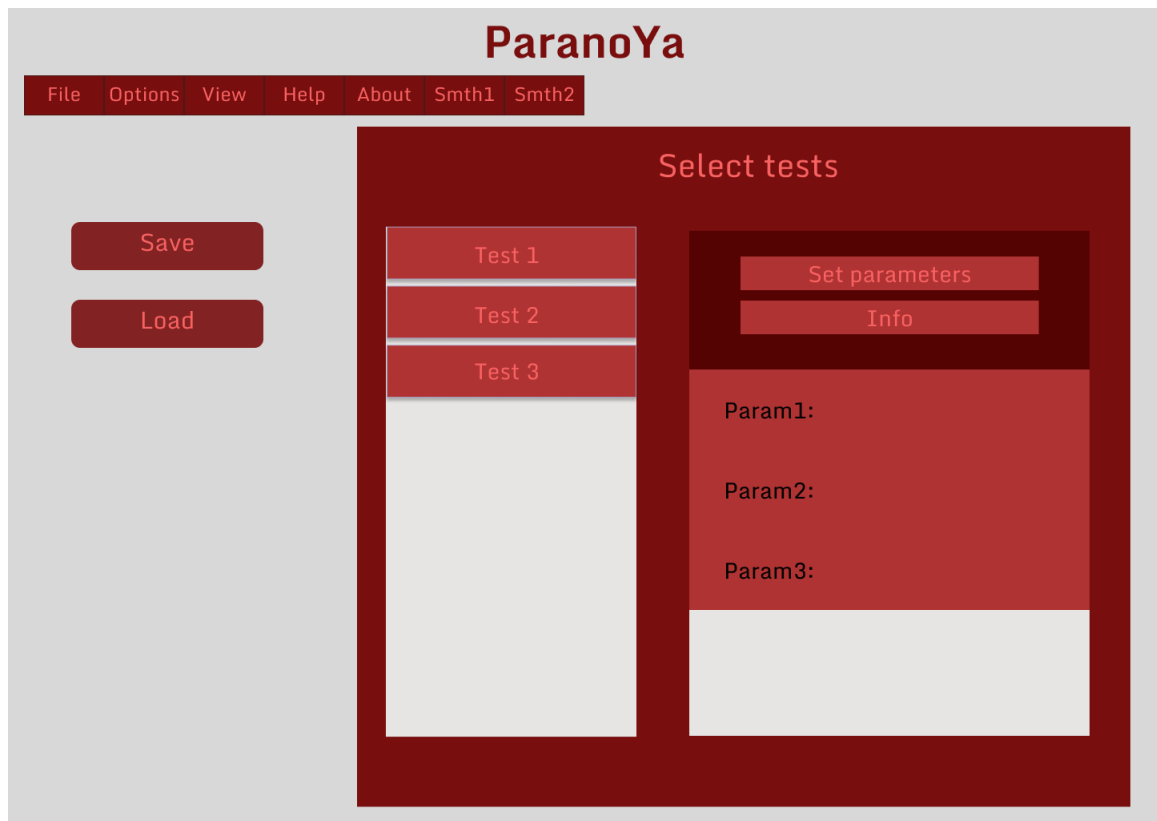 ParanoYa
File Options View Help About Smth1 Smth2
Select tests
Save
Load
Test 1
Test 2
Test 3
Set parameters
Info
Param1:
Param2:
Param3: